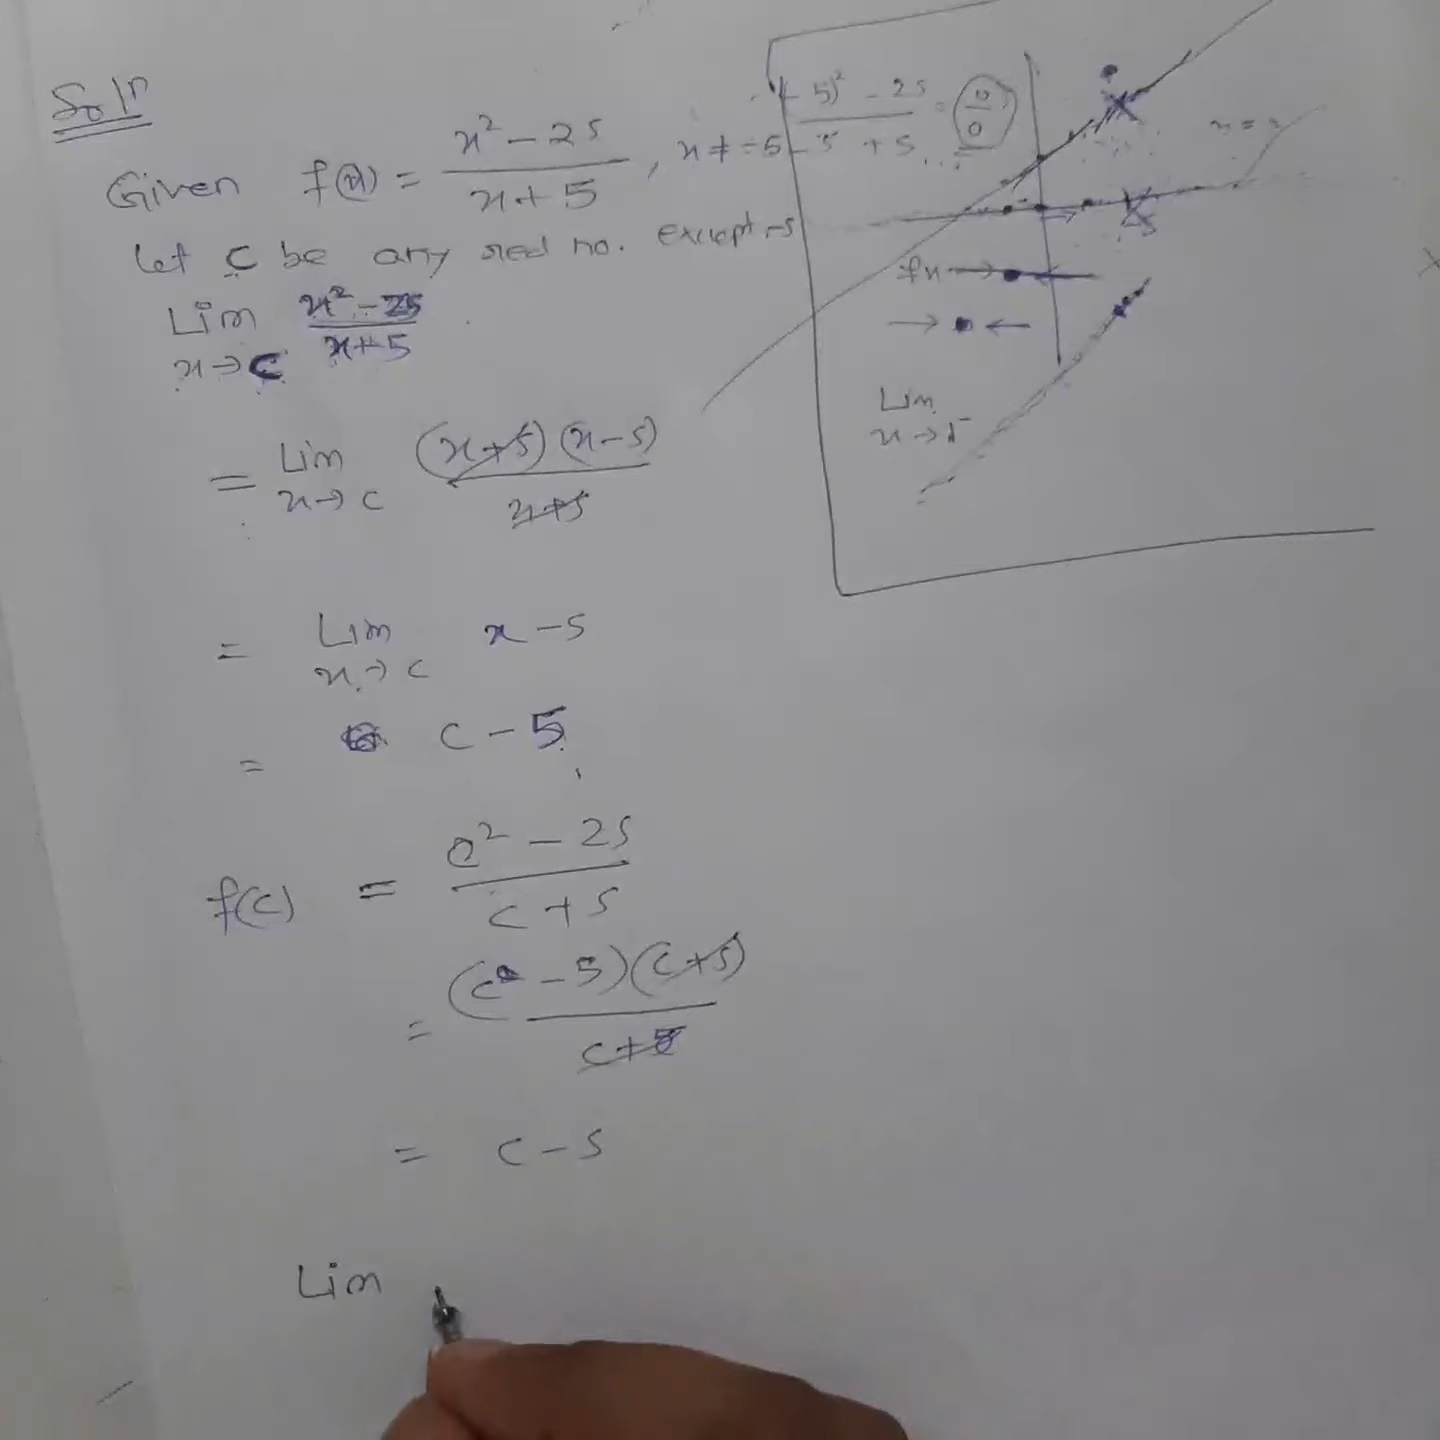 Soln
Given f(x) = x² - 25 / x + 5 , x ≠ -5
Let c be any real no. except -5
Lim x→c x² - 25 / x + 5
= Lim x→c (x+5)(x-5) / x+5
= Lim x→c x - 5
= c - 5
f(c) = c² - 25 / c + 5
= (c - 5)(c+5) / c+5
= c - 5
Lim
5)² - 25 / + 5 = 0/0
Lim x→